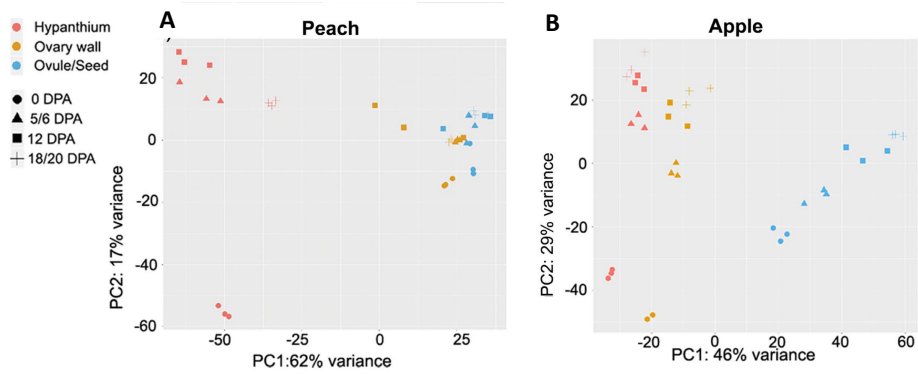 Hypanthium
Ovary wall
Ovule/Seed
0 DPA
5/6 DPA
12 DPA
18/20 DPA
A
Peach
20
0
-20
-40
-60
PC2: 17% variance
-50
-25
0
25
PC1:62% variance
B
Apple
20
0
-20
-40
PC2: 29% variance
-20
0
20
40
60
PC1: 46% variance